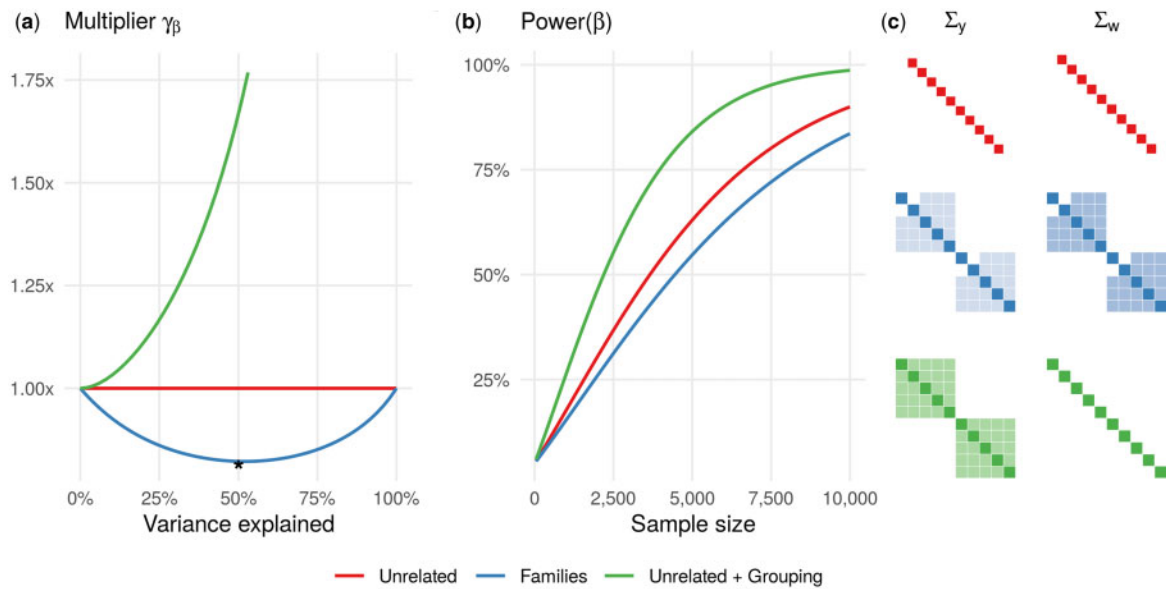 (a) Multiplier γβ
1.75x
1.50x
1.25x
1.00x
0% 25% 50% 75% 100%
*
Variance explained
(b) Power(β)
100%
75%
50%
25%
0 2,500 5,000 7,500 10,000
Sample size
(c) Σy Σw
Unrelated Families Unrelated + Grouping